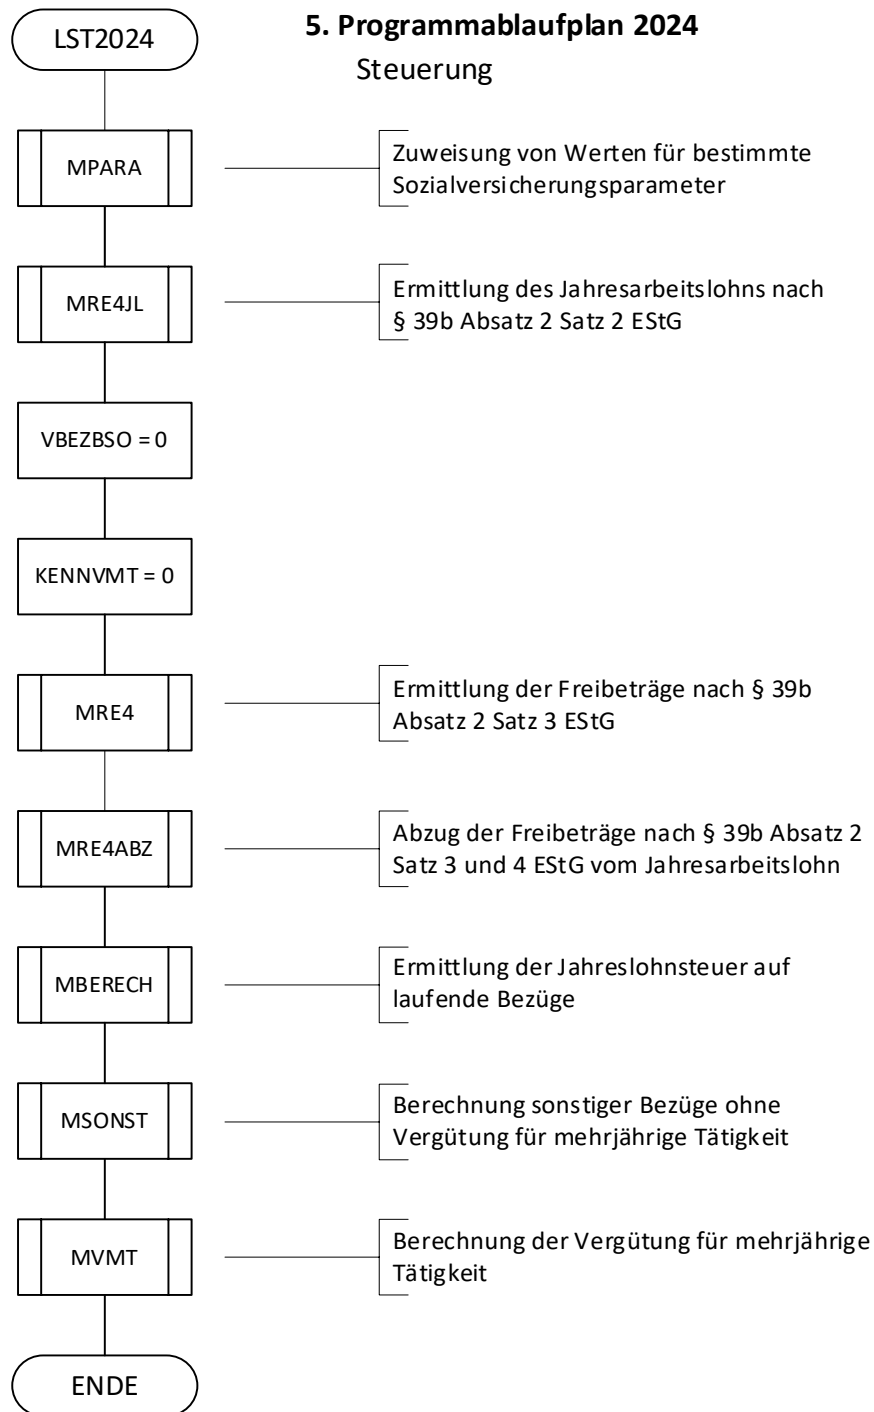 LST2024
5. Programmablaufplan 2024
Steuerung
MPARA
Zuweisung von Werten für bestimmte
Sozialversicherungsparameter
MRE4JL
Ermittlung des Jahresarbeitslohns nach
§ 39b Absatz 2 Satz 2 EStG
VBEZBSO = 0
KENNVMT = 0
MRE4
Ermittlung der Freibeträge nach § 39b
Absatz 2 Satz 3 EStG
MRE4ABZ
Abzug der Freibeträge nach § 39b Absatz 2
Satz 3 und 4 EStG vom Jahresarbeitslohn
MBERECH
Ermittlung der Jahreslohnsteuer auf
laufende Bezüge
MSONST
Berechnung sonstiger Bezüge ohne
Vergütung für mehrjährige Tätigkeit
MVMT
Berechnung der Vergütung für mehrjährige
Tätigkeit
ENDE